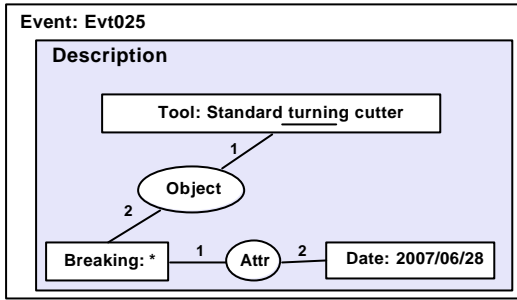 Event: Evt025
Description
Tool: Standard turning cutter
1
Object
2
Breaking: *
1
Attr
2
Date: 2007/06/28